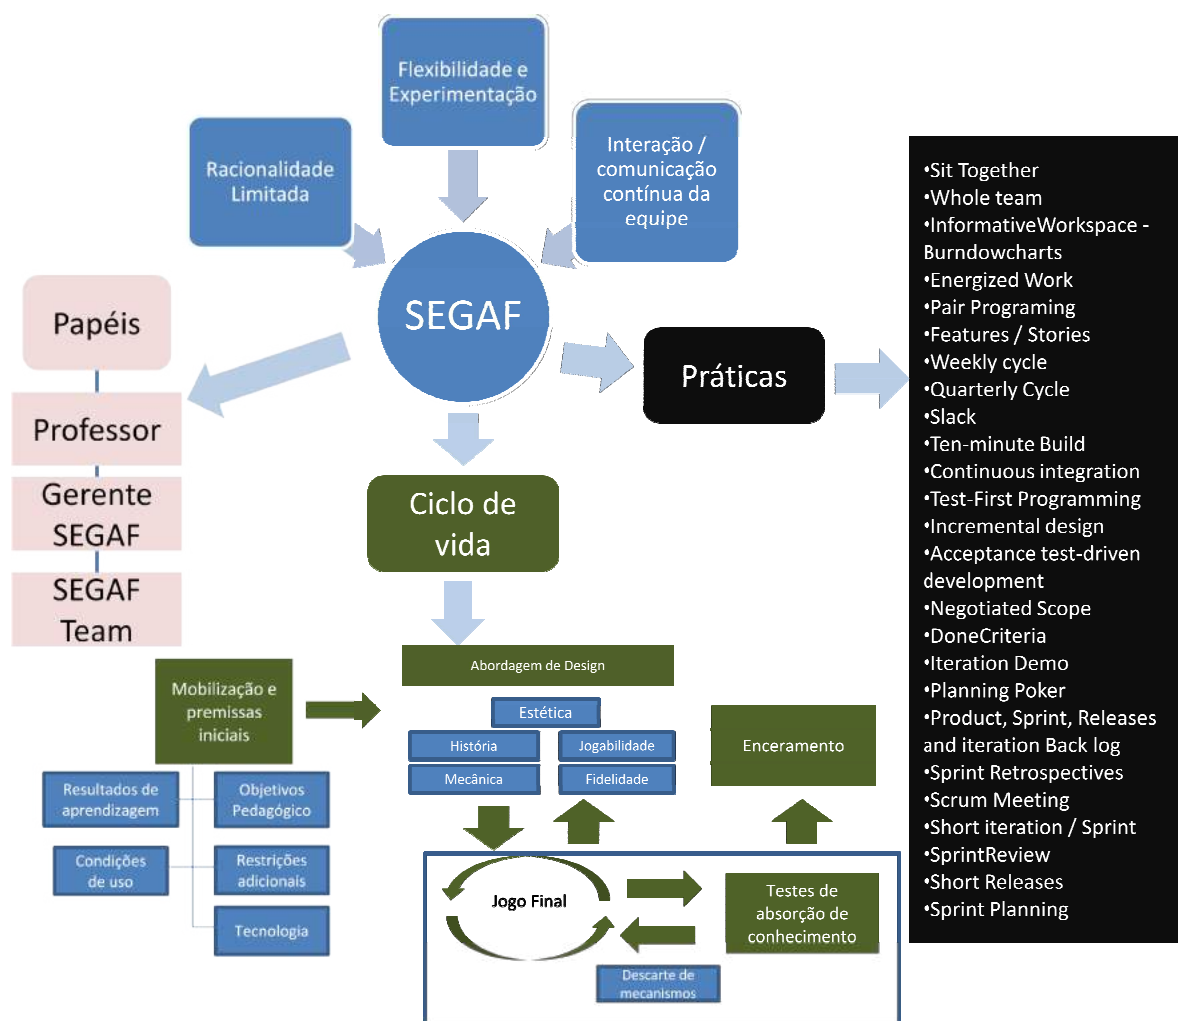 Flexibilidade e
Experimentação
Racionalidade
Limitada
Interação /
comunicação
contínua da
equipe
SEGAF
Papéis
Professor
Gerente
SEGAF
SEGAF
Team
Práticas
•Sit Together
•Whole team
•InformativeWorkspace -
Burndowcharts
•Energized Work
•Pair Programing
•Features / Stories
•Weekly cycle
•Quarterly Cycle
•Slack
•Ten-minute Build
•Continuous integration
•Test-First Programming
•Incremental design
•Acceptance test-driven
development
•Negotiated Scope
•DoneCriteria
•Iteration Demo
•Planning Poker
•Product, Sprint, Releases
and iteration Back log
•Sprint Retrospectives
•Scrum Meeting
•Short iteration / Sprint
•SprintReview
•Short Releases
•Sprint Planning
Ciclo de
vida
Mobilização e
premissas
iniciais
Resultados de
aprendizagem
Objetivos
Pedagógico
Condições
de uso
Restrições
adicionais
Tecnologia
Abordagem de Design
Estética
História
Jogabilidade
Mecânica
Fidelidade
Enceramento
Jogo Final
Testes de
absorção de
conhecimento
Descarte de
mecanismos